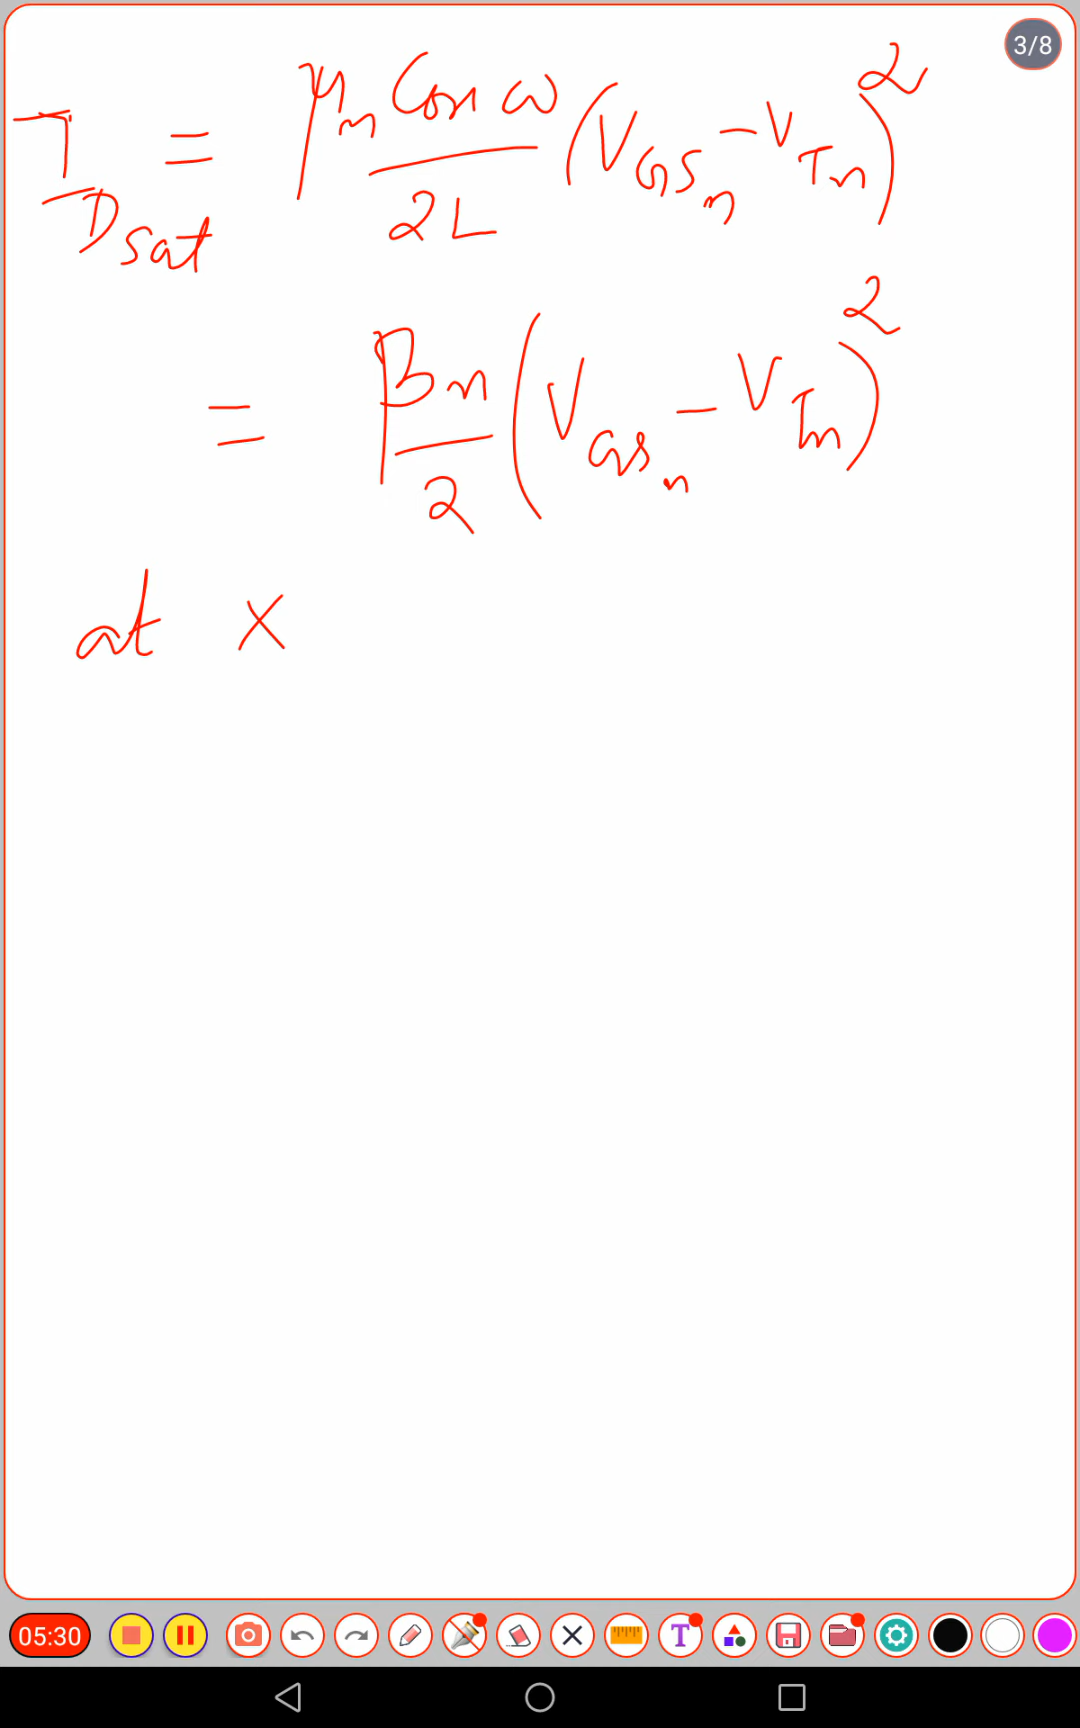 3/8
I_Dsat = μn Cox W / 2L (V_GSn - V_Tn)^2
= βn / 2 (V_GSn - V_Tn)^2
at X
05:30
T